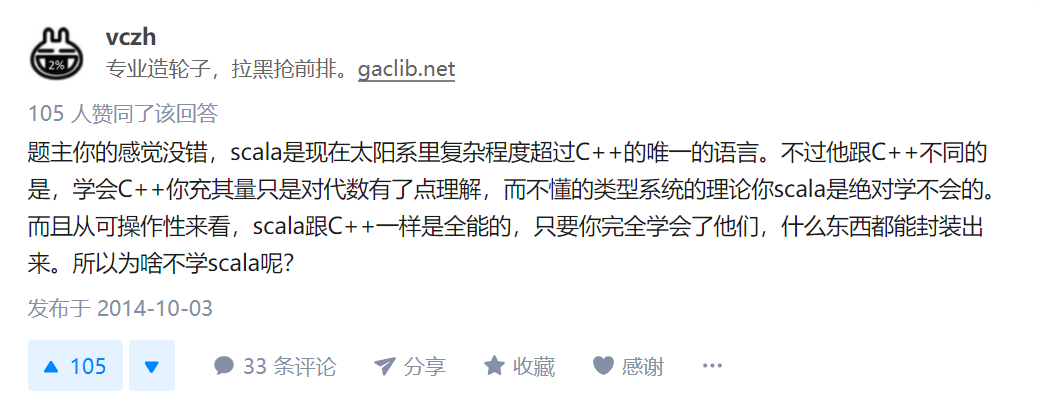 2%
vczh
专业造轮子，拉黑抢前排。gaclib.net
105 人赞同了该回答
题主你的感觉没错，scala是现在太阳系里复杂程度超过C++的唯一的语言。不过他跟C++不同的
是，学会C++你充其量只是对代数有了点理解，而不懂的类型系统的理论你scala是绝对学不会的。
而且从可操作性来看，scala跟C++一样是全能的，只要你完全学会了他们，什么东西都能封装出
来。所以为啥不学scala呢？
发布于 2014-10-03
105 33 条评论 分享 收藏 感谢